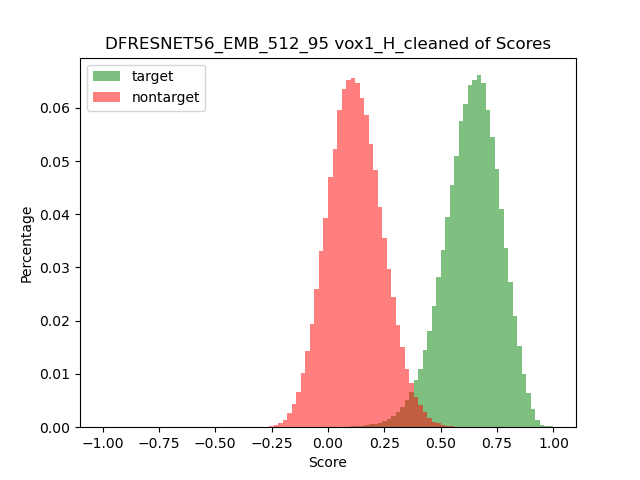 DFRESNET56_EMB_512_95 vox1_H_cleaned of Scores
target
nontarget
Percentage
0.06
0.05
0.04
0.03
0.02
0.01
0.00
−1.00 −0.75 −0.50 −0.25 0.00 0.25 0.50 0.75 1.00
Score